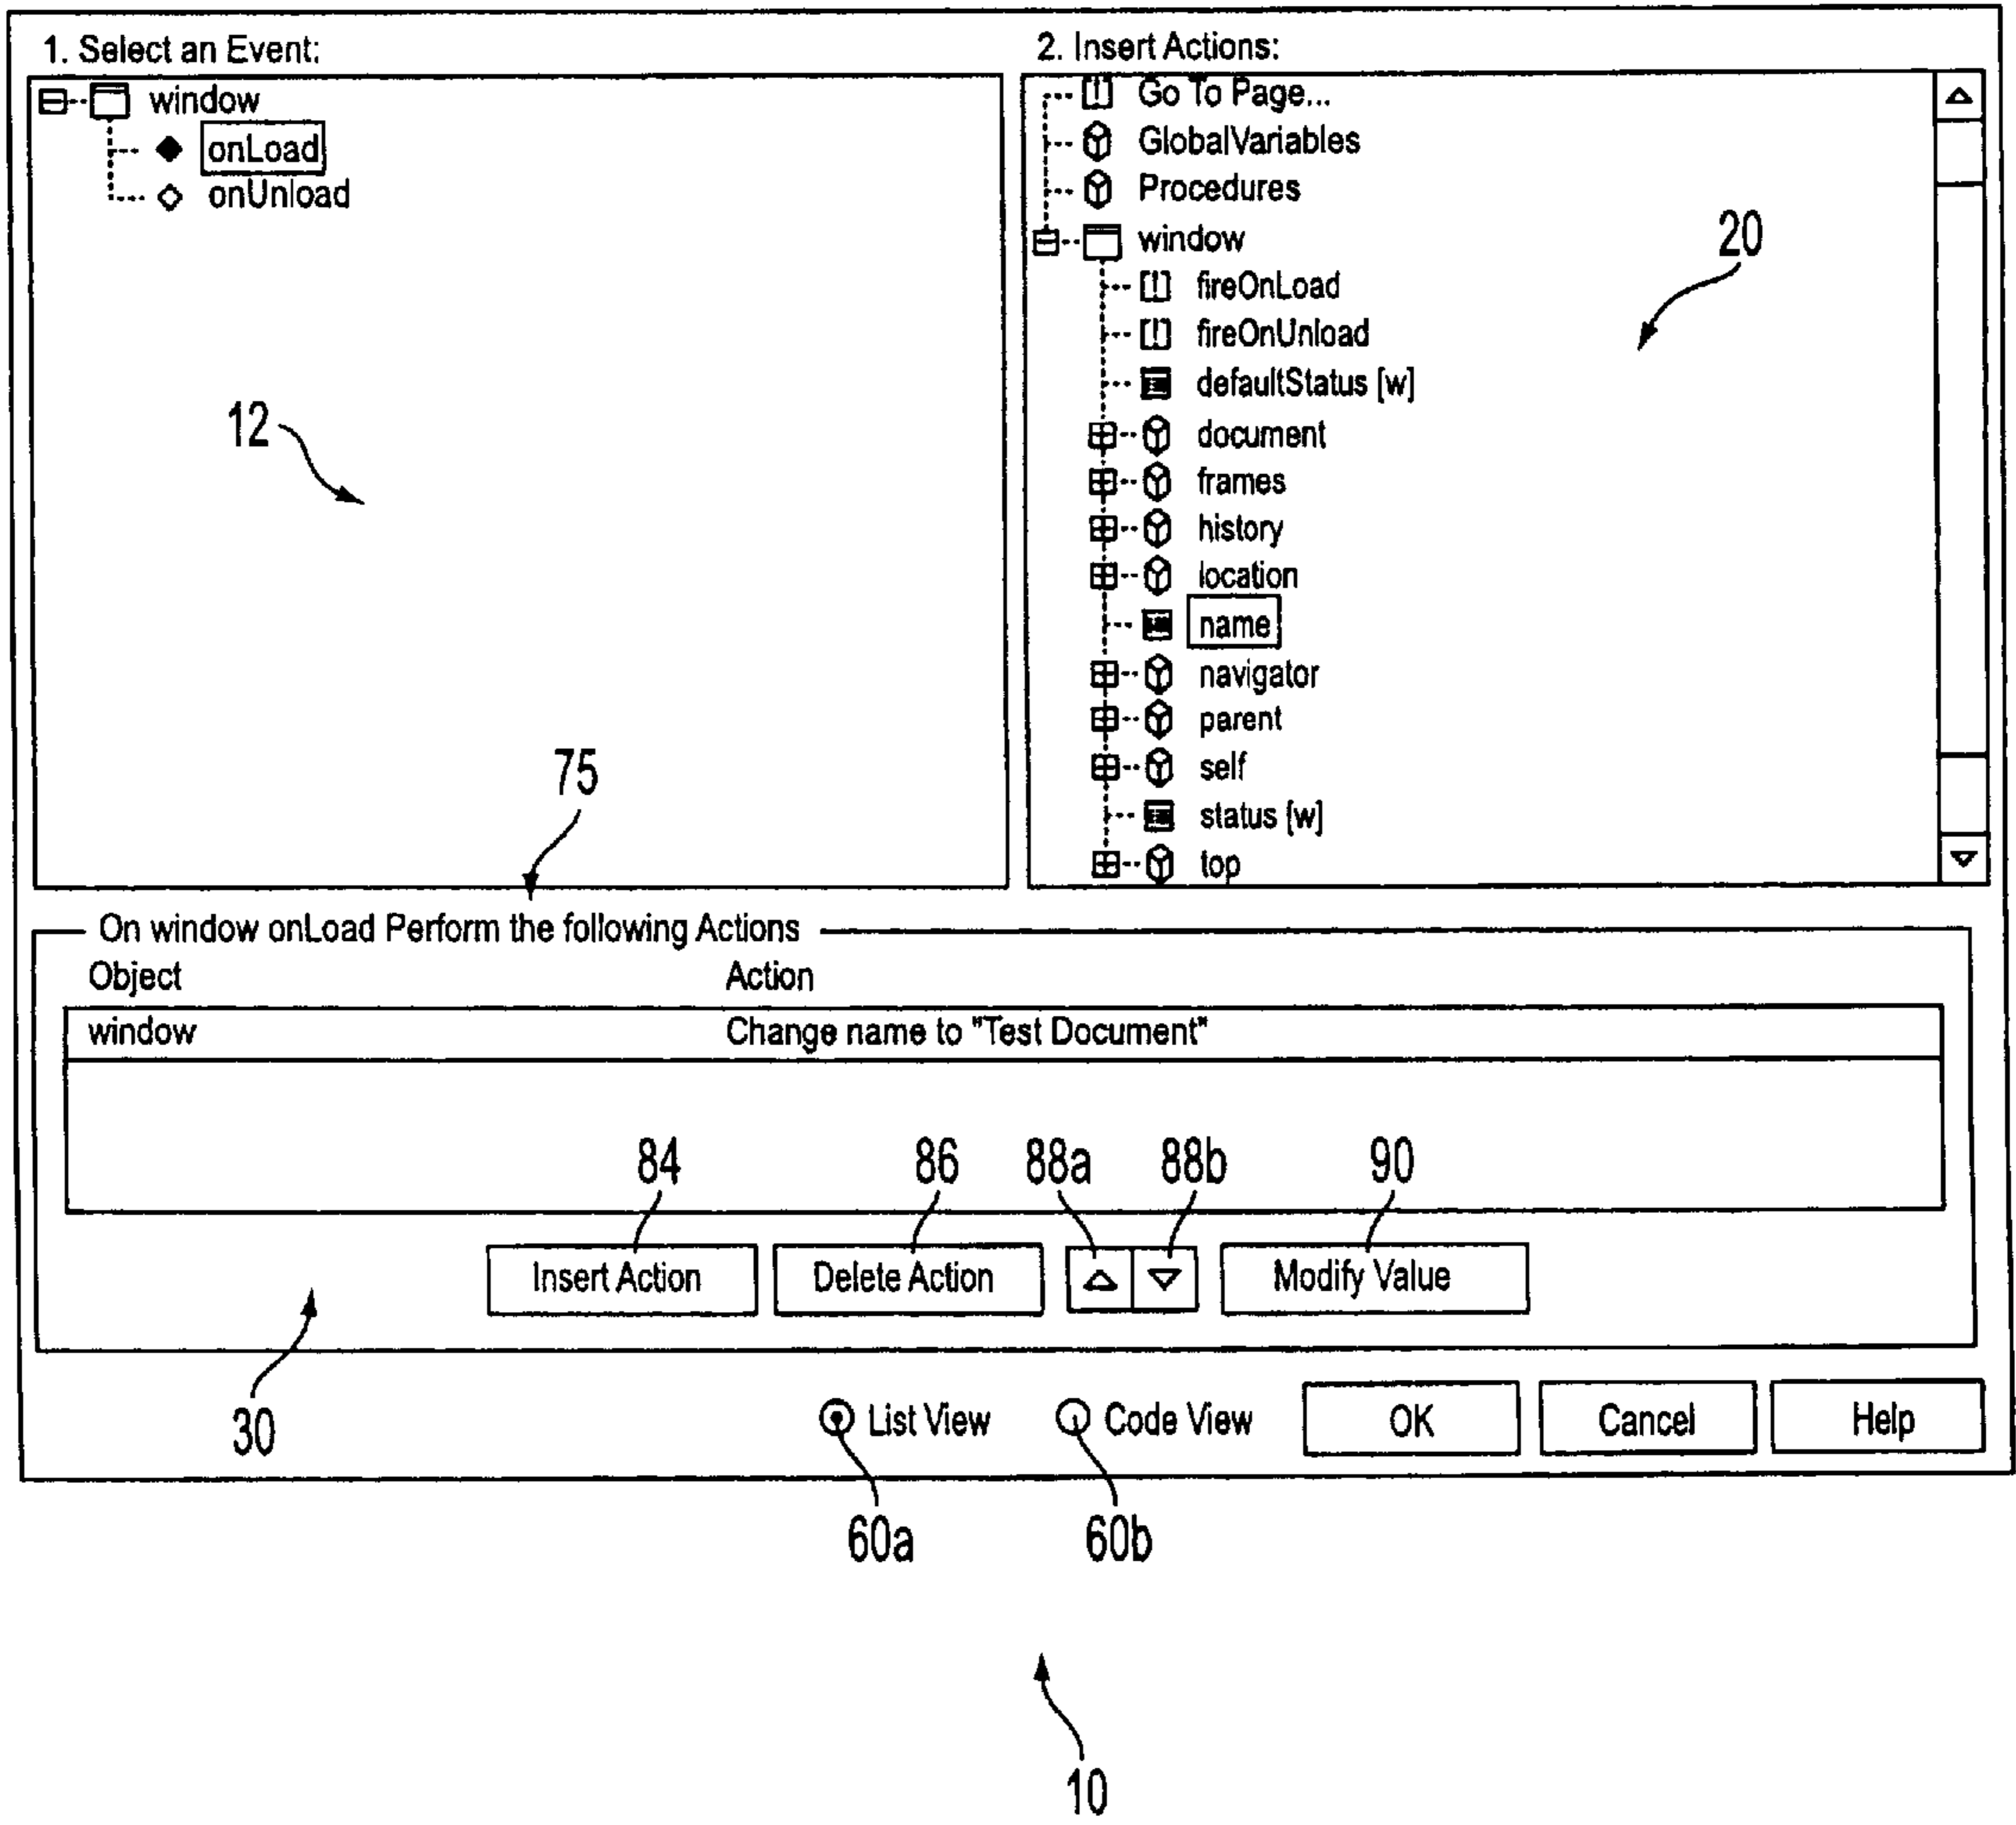 1. Select an Event:
window
onLoad
onUnload
12
75
2. Insert Actions:
Go To Page...
GlobalVariables
Procedures
window
fireOnLoad
fireOnUnload
defaultStatus [w]
document
frames
history
location
name
navigator
parent
self
status [w]
top
20
On window onLoad Perform the following Actions
Object Action
window Change name to "Test Document"
84 86 88a 88b 90
Insert Action Delete Action Modify Value
30
List View Code View OK Cancel Help
60a 60b
10